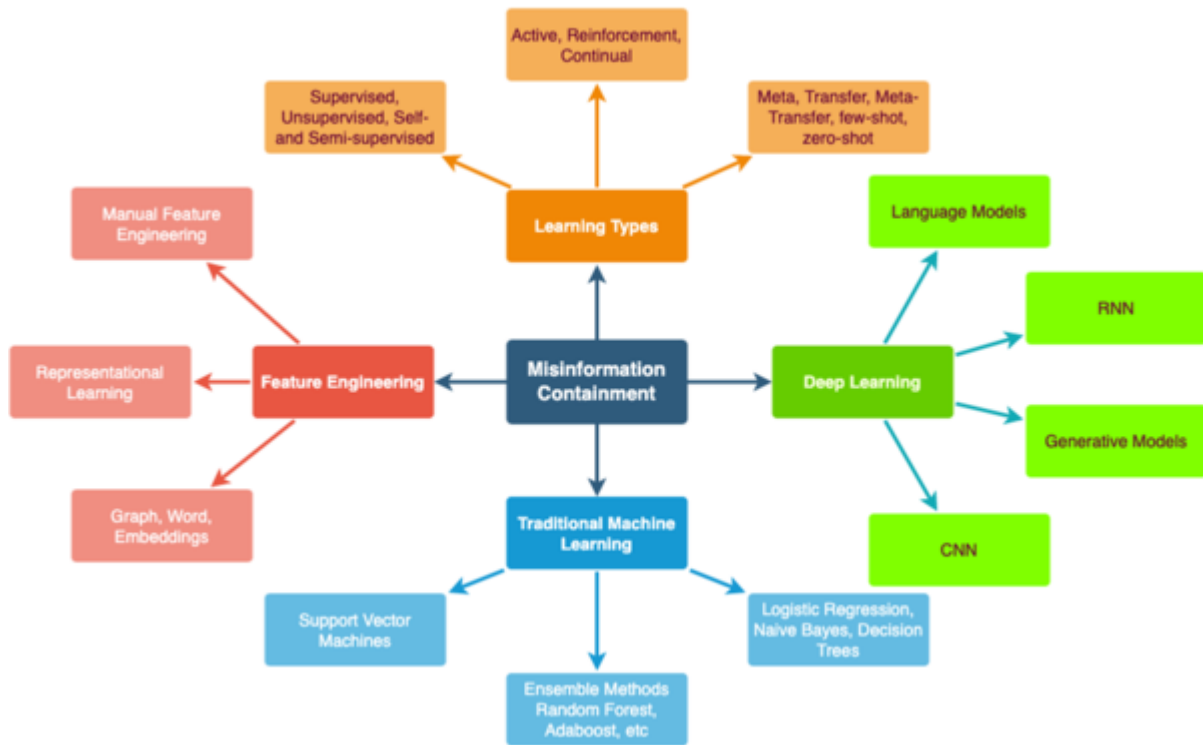 Active, Reinforcement,
Continual
Supervised,
Unsupervised, Self-
and Semi-supervised
Meta, Transfer, Meta-
Transfer, few-shot,
zero-shot
Manual Feature
Engineering
Learning Types
Language Models
RNN
Representational
Learning
Feature Engineering
Misinformation
Containment
Deep Learning
Generative Models
Graph, Word,
Embeddings
Traditional Machine
Learning
CNN
Support Vector
Machines
Logistic Regression,
Naive Bayes, Decision
Trees
Ensemble Methods
Random Forest,
Adaboost, etc